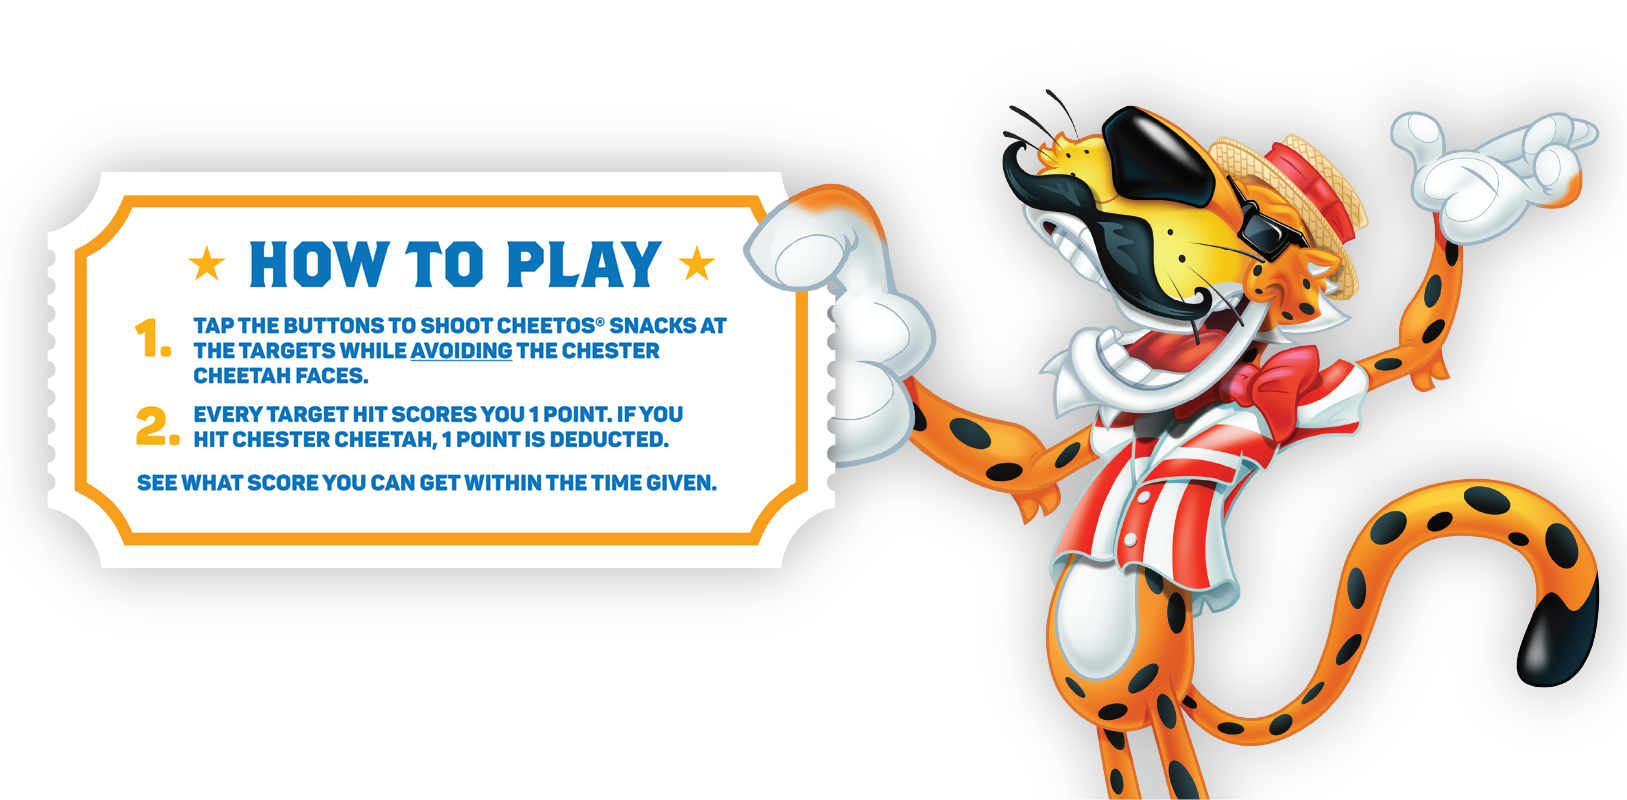 HOW TO PLAY
1. TAP THE BUTTONS TO SHOOT CHEETOS® SNACKS AT
THE TARGETS WHILE AVOIDING THE CHESTER
CHEETAH FACES.
2. EVERY TARGET HIT SCORES YOU 1 POINT. IF YOU
HIT CHESTER CHEETAH, 1 POINT IS DEDUCTED.
SEE WHAT SCORE YOU CAN GET WITHIN THE TIME GIVEN.